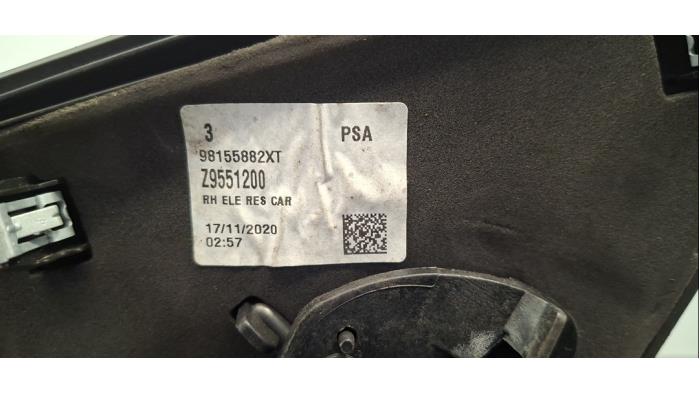 3 PSA
98155882XT
Z9551200
RH ELE RES CAR
17/11/2020
02:57